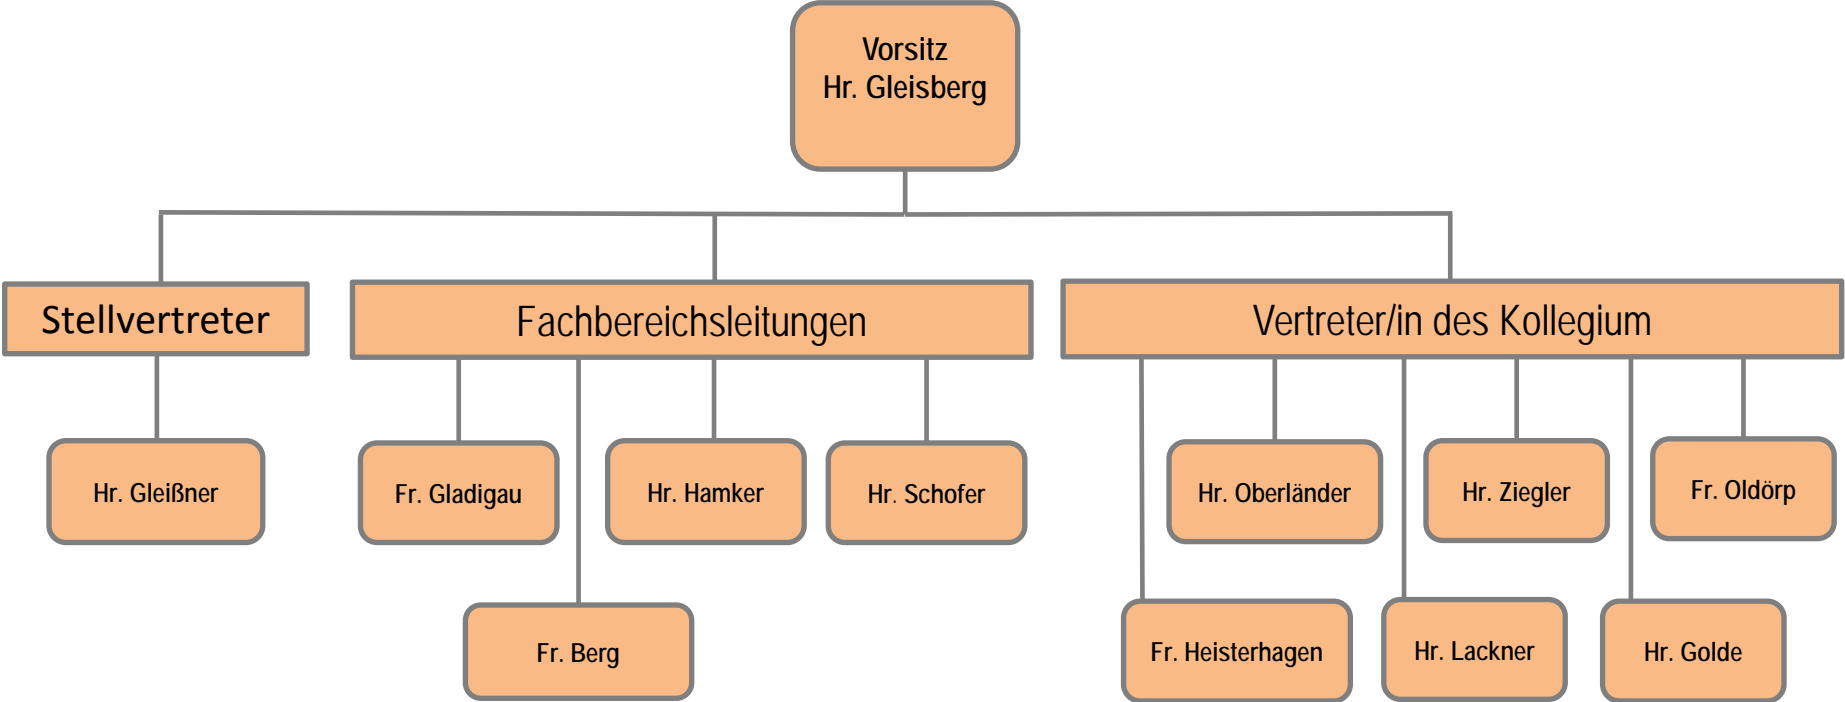 Vorsitz
Hr. Gleisberg
Stellvertreter
Fachbereichsleitungen
Vertreter/in des Kollegium
Hr. Gleißner
Fr. Gladigau
Hr. Hamker
Hr. Schofer
Hr. Oberländer
Hr. Ziegler
Fr. Oldörp
Fr. Berg
Fr. Heisterhagen
Hr. Lackner
Hr. Golde